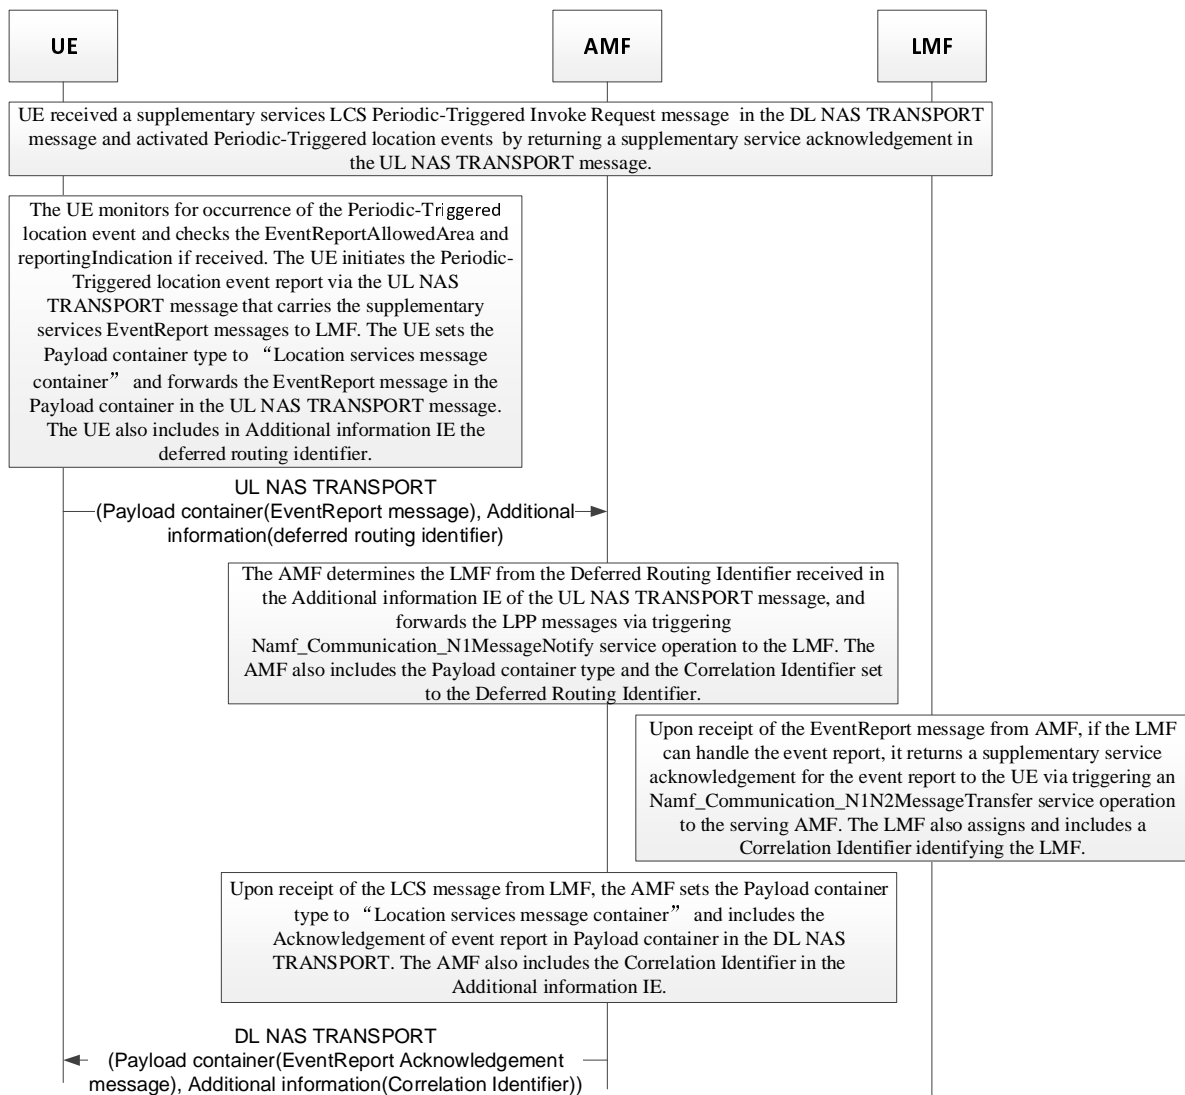 UE
AMF
LMF
UE received a supplementary services LCS Periodic-Triggered Invoke Request message in the DL NAS TRANSPORT
message and activated Periodic-Triggered location events by returning a supplementary service acknowledgement in
the UL NAS TRANSPORT message.
The UE monitors for occurrence of the Periodic-Triggered
location event and checks the EventReportAllowedArea and
reportingIndication if received. The UE initiates the Periodic-
Triggered location event report via the UL NAS
TRANSPORT message that carries the supplementary
services EventReport messages to LMF. The UE sets the
Payload container type to “Location services message
container” and forwards the EventReport message in the
Payload container in the UL NAS TRANSPORT message.
The UE also includes in Additional information IE the
deferred routing identifier.
UL NAS TRANSPORT
(Payload container(EventReport message), Additional
information(deferred routing identifier)
The AMF determines the LMF from the Deferred Routing Identifier received in
the Additional information IE of the UL NAS TRANSPORT message, and
forwards the LPP messages via triggering
Namf_Communication_N1MessageNotify service operation to the LMF. The
AMF also includes the Payload container type and the Correlation Identifier set
to the Deferred Routing Identifier.
Upon receipt of the EventReport message from AMF, if the LMF
can handle the event report, it returns a supplementary service
acknowledgement for the event report to the UE via triggering an
Namf_Communication_N1N2MessageTransfer service operation
to the serving AMF. The LMF also assigns and includes a
Correlation Identifier identifying the LMF.
Upon receipt of the LCS message from LMF, the AMF sets the Payload container
type to “Location services message container” and includes the
Acknowledgement of event report in Payload container in the DL NAS
TRANSPORT. The AMF also includes the Correlation Identifier in the
Additional information IE.
DL NAS TRANSPORT
(Payload container(EventReport Acknowledgement
message), Additional information(Correlation Identifier))